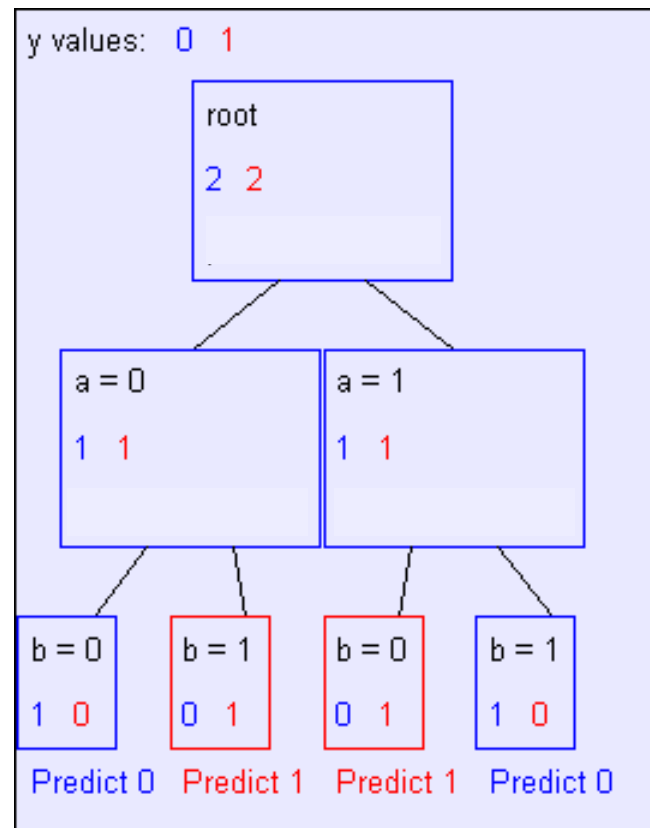 y values: 0 1
root
2 2
a = 0 a = 1
1 1 1 1
b = 0 b = 1 b = 0 b = 1
1 0 0 1 0 1 1 0
Predict 0 Predict 1 Predict 1 Predict 0